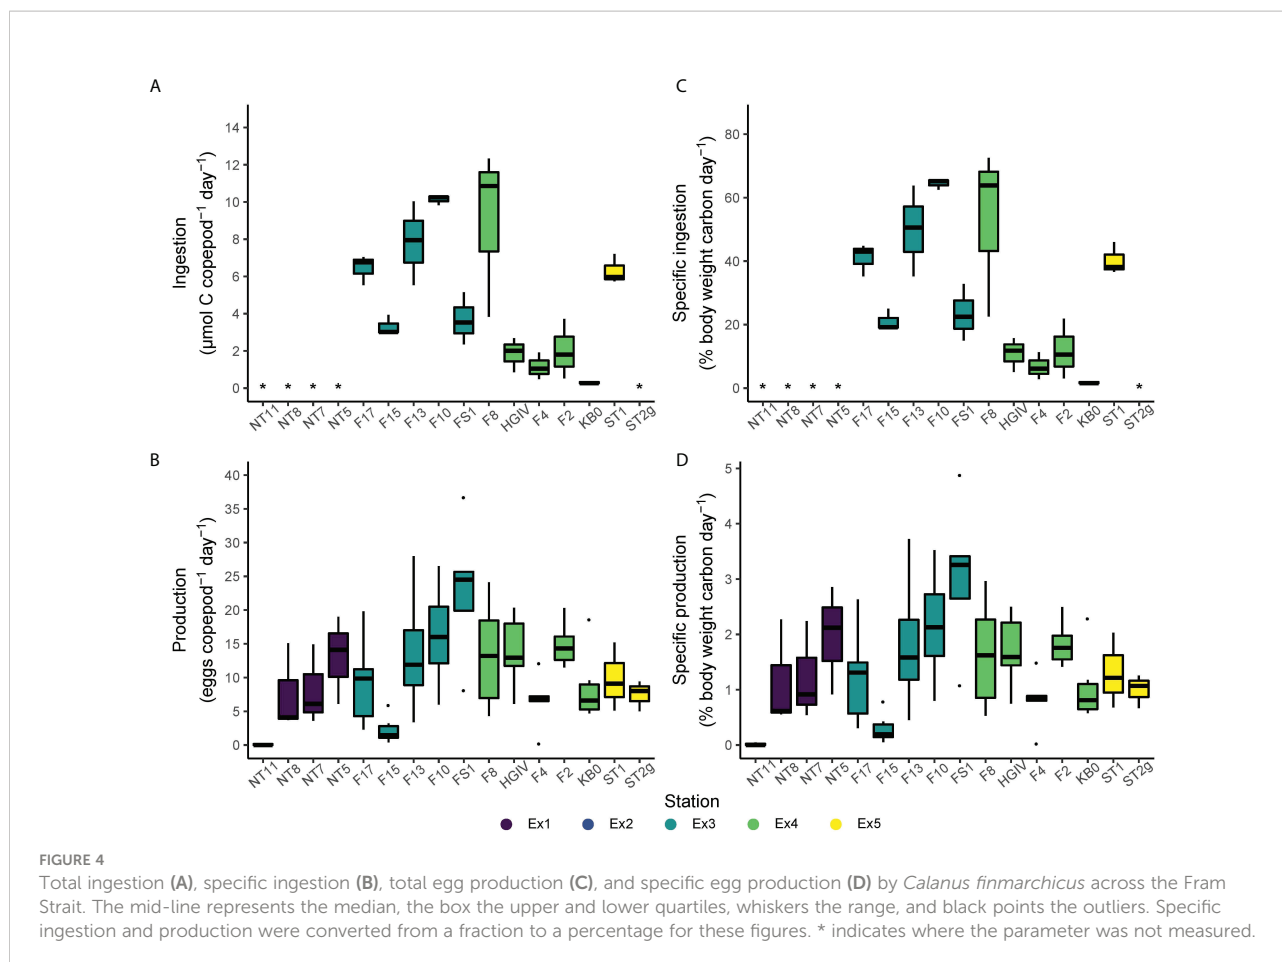 A
Ingestion
(µmol C copepod⁻¹ day⁻¹)
14
12
10
8
6
4
2
0
* * * * *
NT11 NT8 NT7 NT5 F17 F15 F13 F10 FS1 F8 HGIV F4 F2 KB0 ST1 ST2g
C
Specific ingestion
(% body weight carbon day⁻¹)
80
60
40
20
0
* * * * *
NT11 NT8 NT7 NT5 F17 F15 F13 F10 FS1 F8 HGIV F4 F2 KB0 ST1 ST2g
B
Production
(eggs copepod⁻¹ day⁻¹)
40
35
30
25
20
15
10
5
0
NT11 NT8 NT7 NT5 F17 F15 F13 F10 FS1 F8 HGIV F4 F2 KB0 ST1 ST2g
D
Specific production
(% body weight carbon day⁻¹)
5
4
3
2
1
0
NT11 NT8 NT7 NT5 F17 F15 F13 F10 FS1 F8 HGIV F4 F2 KB0 ST1 ST2g
Station
Ex1 Ex2 Ex3 Ex4 Ex5
FIGURE 4
Total ingestion (A), specific ingestion (B), total egg production (C), and specific egg production (D) by Calanus finmarchicus across the Fram
Strait. The mid-line represents the median, the box the upper and lower quartiles, whiskers the range, and black points the outliers. Specific
ingestion and production were converted from a fraction to a percentage for these figures. * indicates where the parameter was not measured.